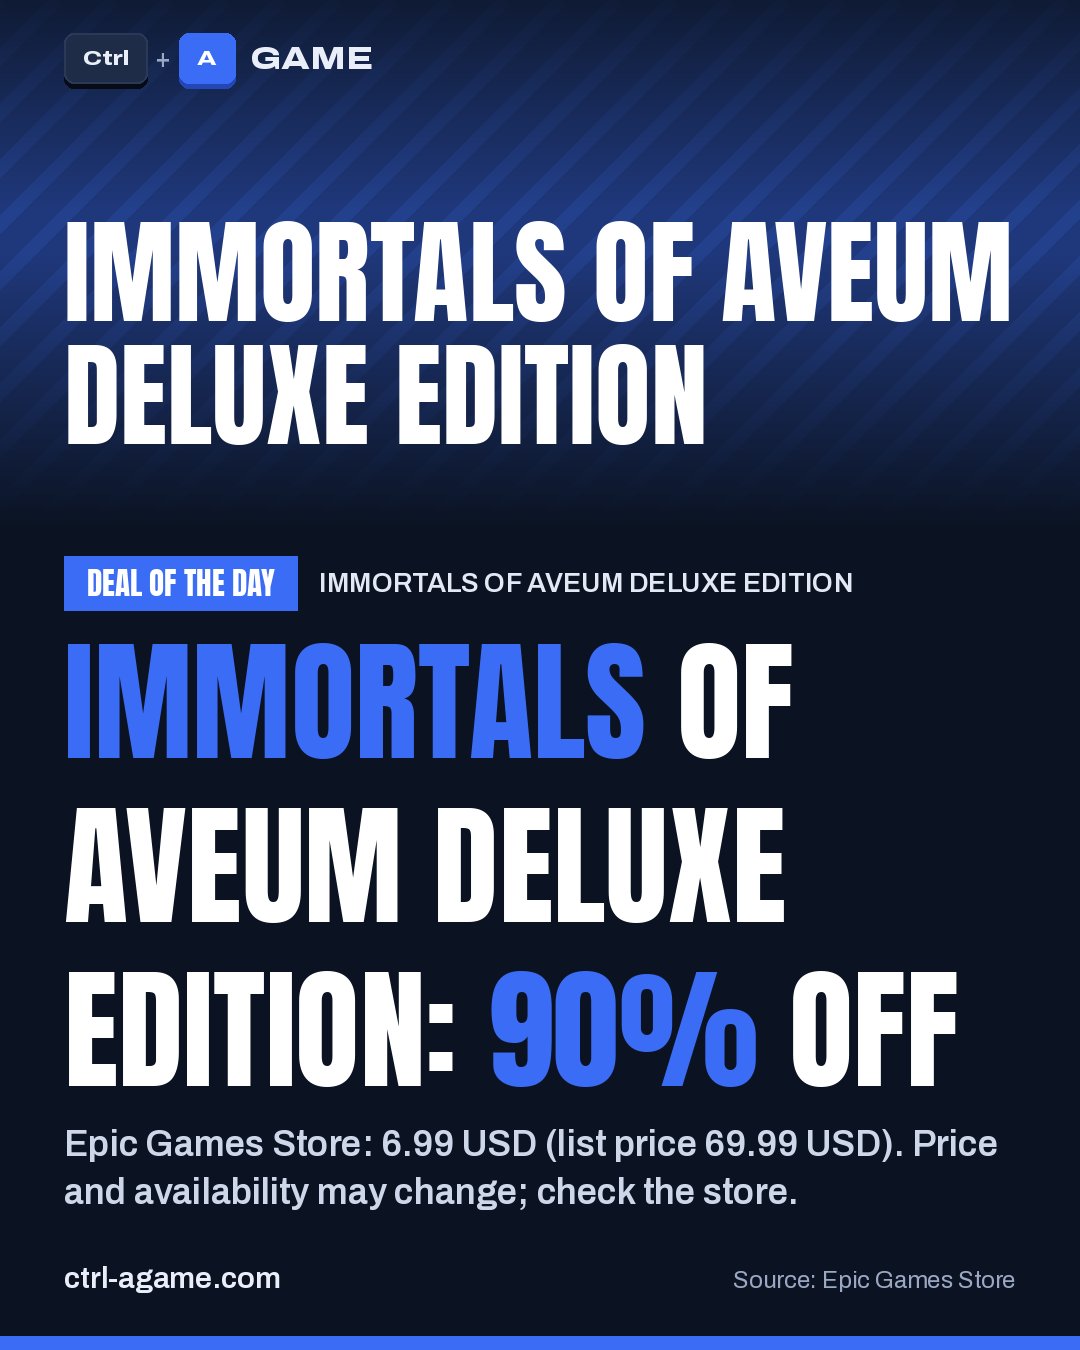 Ctrl + A GAME
IMMORTALS OF AVEUM
DELUXE EDITION
DEAL OF THE DAY IMMORTALS OF AVEUM DELUXE EDITION
IMMORTALS OF
AVEUM DELUXE
EDITION: 90% OFF
Epic Games Store: 6.99 USD (list price 69.99 USD). Price
and availability may change; check the store.
ctrl-agame.com Source: Epic Games Store